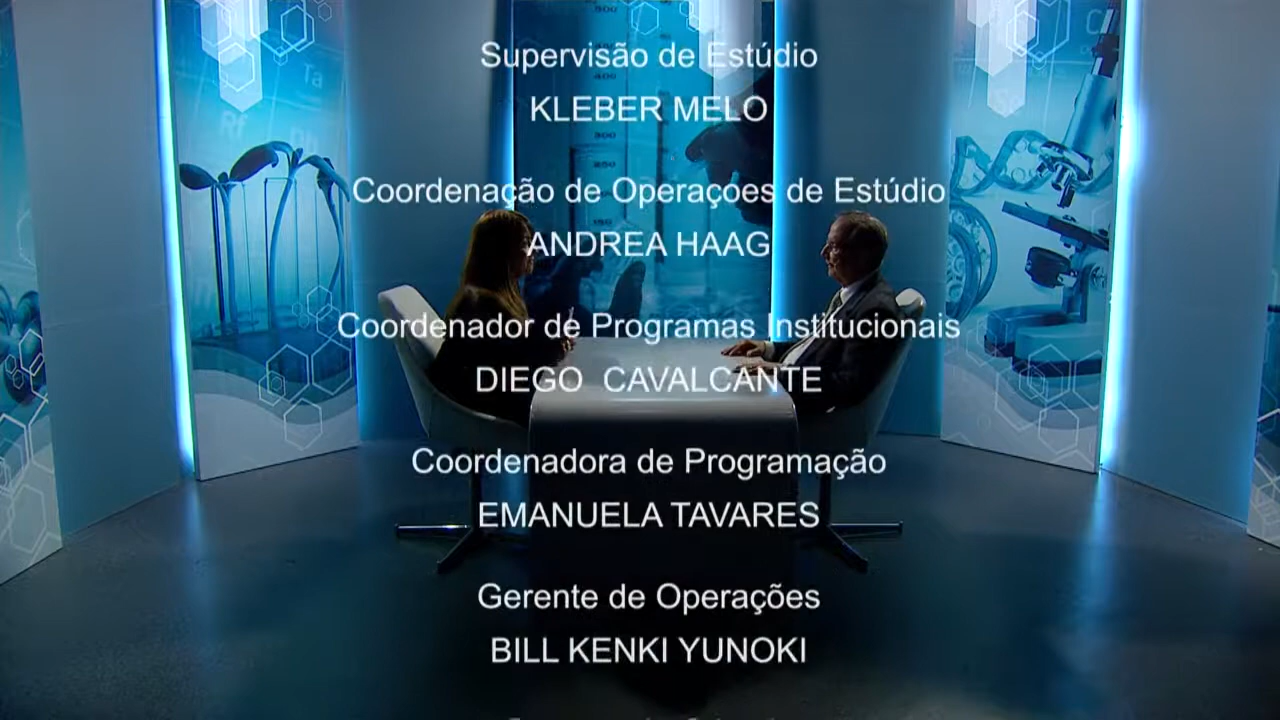 Supervisão de Estúdio
KLEBER MELO
Coordenação de Operaçoes de Estúdio
ANDREA HAAG
Coordenador de Programas Institucionais
DIEGO  CAVALCANTE
Coordenadora de Programação
EMANUELA TAVARES
Gerente de Operações
BILL KENKI YUNOKI